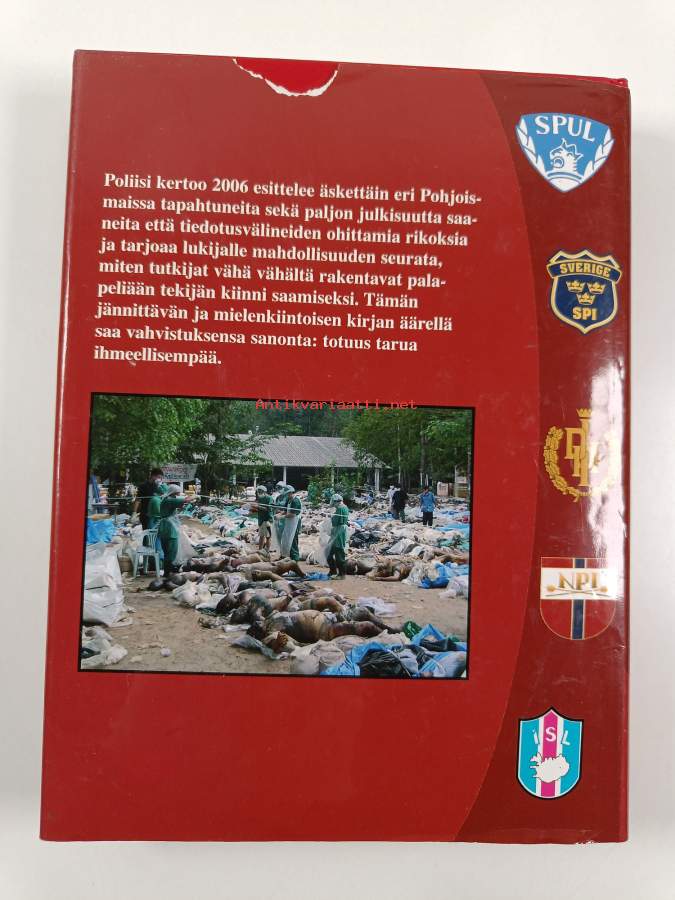 SPUL
Poliisi kertoo 2006 esittelee äskettäin eri Pohjois-
maissa tapahtuneita sekä paljon julkisuutta saa-
neita että tiedotusvälineiden ohittamia rikoksia
ja tarjoaa lukijalle mahdollisuuden seurata,
miten tutkijat vähä vähältä rakentavat pala-
peliään tekijän kiinni saamiseksi. Tämän
jännittävän ja mielenkiintoisen kirjan äärellä
saa vahvistuksensa sanonta: totuus tarua
ihmeellisempää.
SVERIGE
SPI
Antikvariaatti.net
NPI
ISL